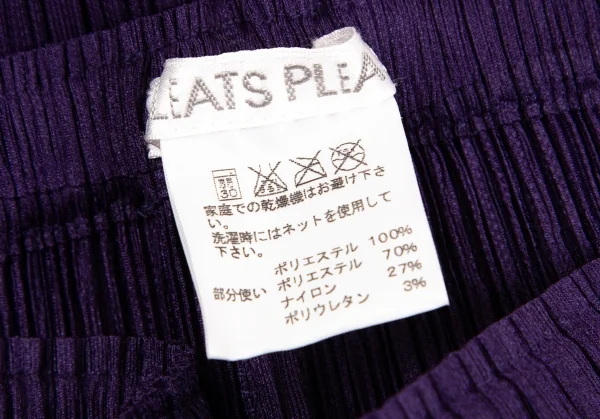 LEATS PLEA
30
家庭での乾燥機はお避け下さ
い。
洗濯時にはネットを使用して
下さい。
ポリエステル 100%
部分使い ポリエステル 70%
ナイロン 27%
ポリウレタン 3%